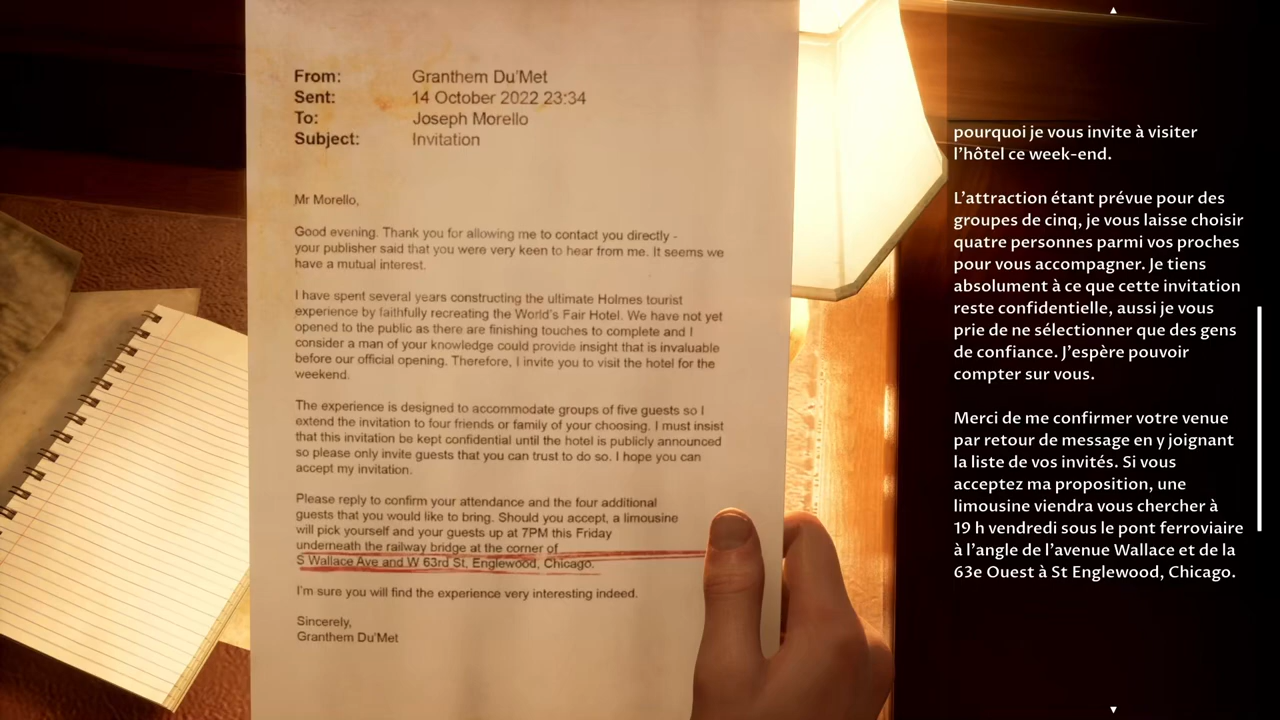 From: Granthem Du'Met
Sent: 14 October 2022 23:34
To: Joseph Morello
Subject: Invitation
Mr Morello,
Good evening. Thank you for allowing me to contact you directly -
your publisher said that you were very keen to hear from me. It seems we
have a mutual interest.
I have spent several years constructing the ultimate Holmes tourist
experience by faithfully recreating the World's Fair Hotel. We have not yet
opened to the public as there are finishing touches to complete and I
consider a man of your knowledge could provide insight that is invaluable
before our official opening. Therefore, I invite you to visit the hotel for the
weekend.
The experience is designed to accommodate groups of five guests so I
extend the invitation to four friends or family of your choosing. I must insist
that this invitation be kept confidential until the hotel is publicly announced
so please only invite guests that you can trust to do so. I hope you can
accept my invitation.
Please reply to confirm your attendance and the four additional
guests that you would like to bring. Should you accept, a limousine
will pick yourself and your guests up at 7PM this Friday
underneath the railway bridge at the corner of
S Wallace Ave and W 63rd St, Englewood, Chicago.
I'm sure you will find the experience very interesting indeed.
Sincerely,
Granthem Du'Met
pourquoi je vous invite à visiter
l'hôtel ce week-end.
L'attraction étant prévue pour des
groupes de cinq, je vous laisse choisir
quatre personnes parmi vos proches
pour vous accompagner. Je tiens
absolument à ce que cette invitation
reste confidentielle, aussi je vous
prie de ne sélectionner que des gens
de confiance. J'espère pouvoir
compter sur vous.
Merci de me confirmer votre venue
par retour de message en y joignant
la liste de vos invités. Si vous
acceptez ma proposition, une
limousine viendra vous chercher à
19 h vendredi sous le pont ferroviaire
à l'angle de l'avenue Wallace et de la
63e Ouest à St Englewood, Chicago.